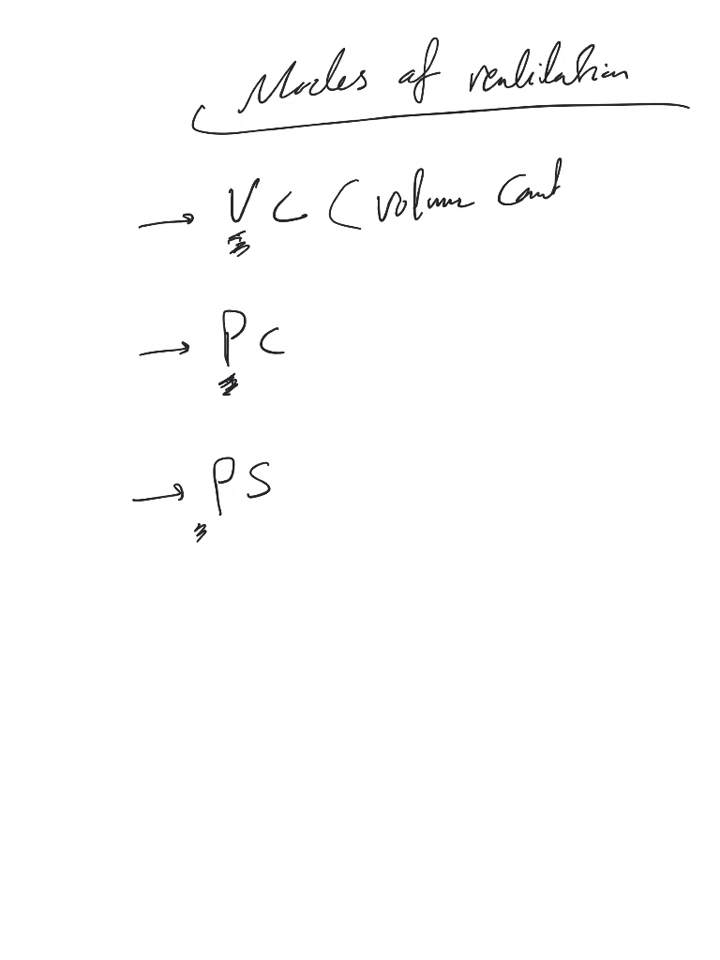 Modes of ventilation
→ VC (volume cont
→ PC
→ PS